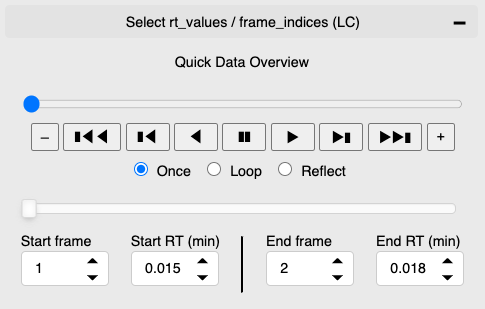 Select rt_values / frame_indices (LC)
Quick Data Overview
– +
Once Loop Reflect
Start frame Start RT (min) End frame End RT (min)
1 0.015 2 0.018